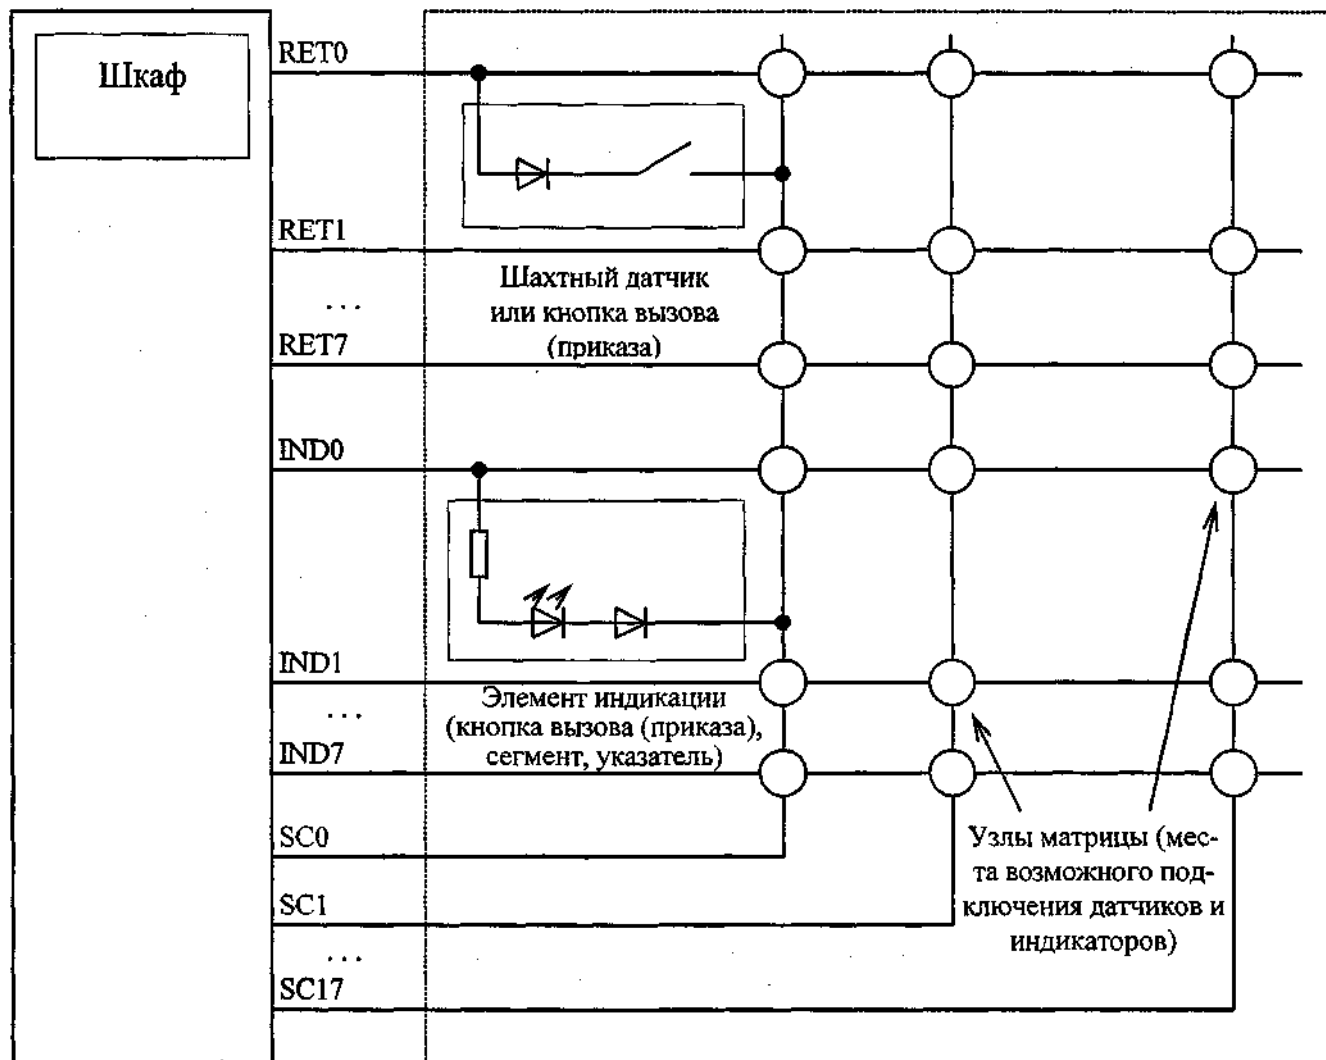 Шкаф
RET0
RET1
Шахтный датчик
или кнопка вызова
(приказа)
...
RET7
IND0
IND1
Элемент индикации
(кнопка вызова (приказа),
сегмент, указатель)
...
IND7
SC0
Узлы матрицы (мес-
та возможного под-
ключения датчиков и
индикаторов)
SC1
...
SC17